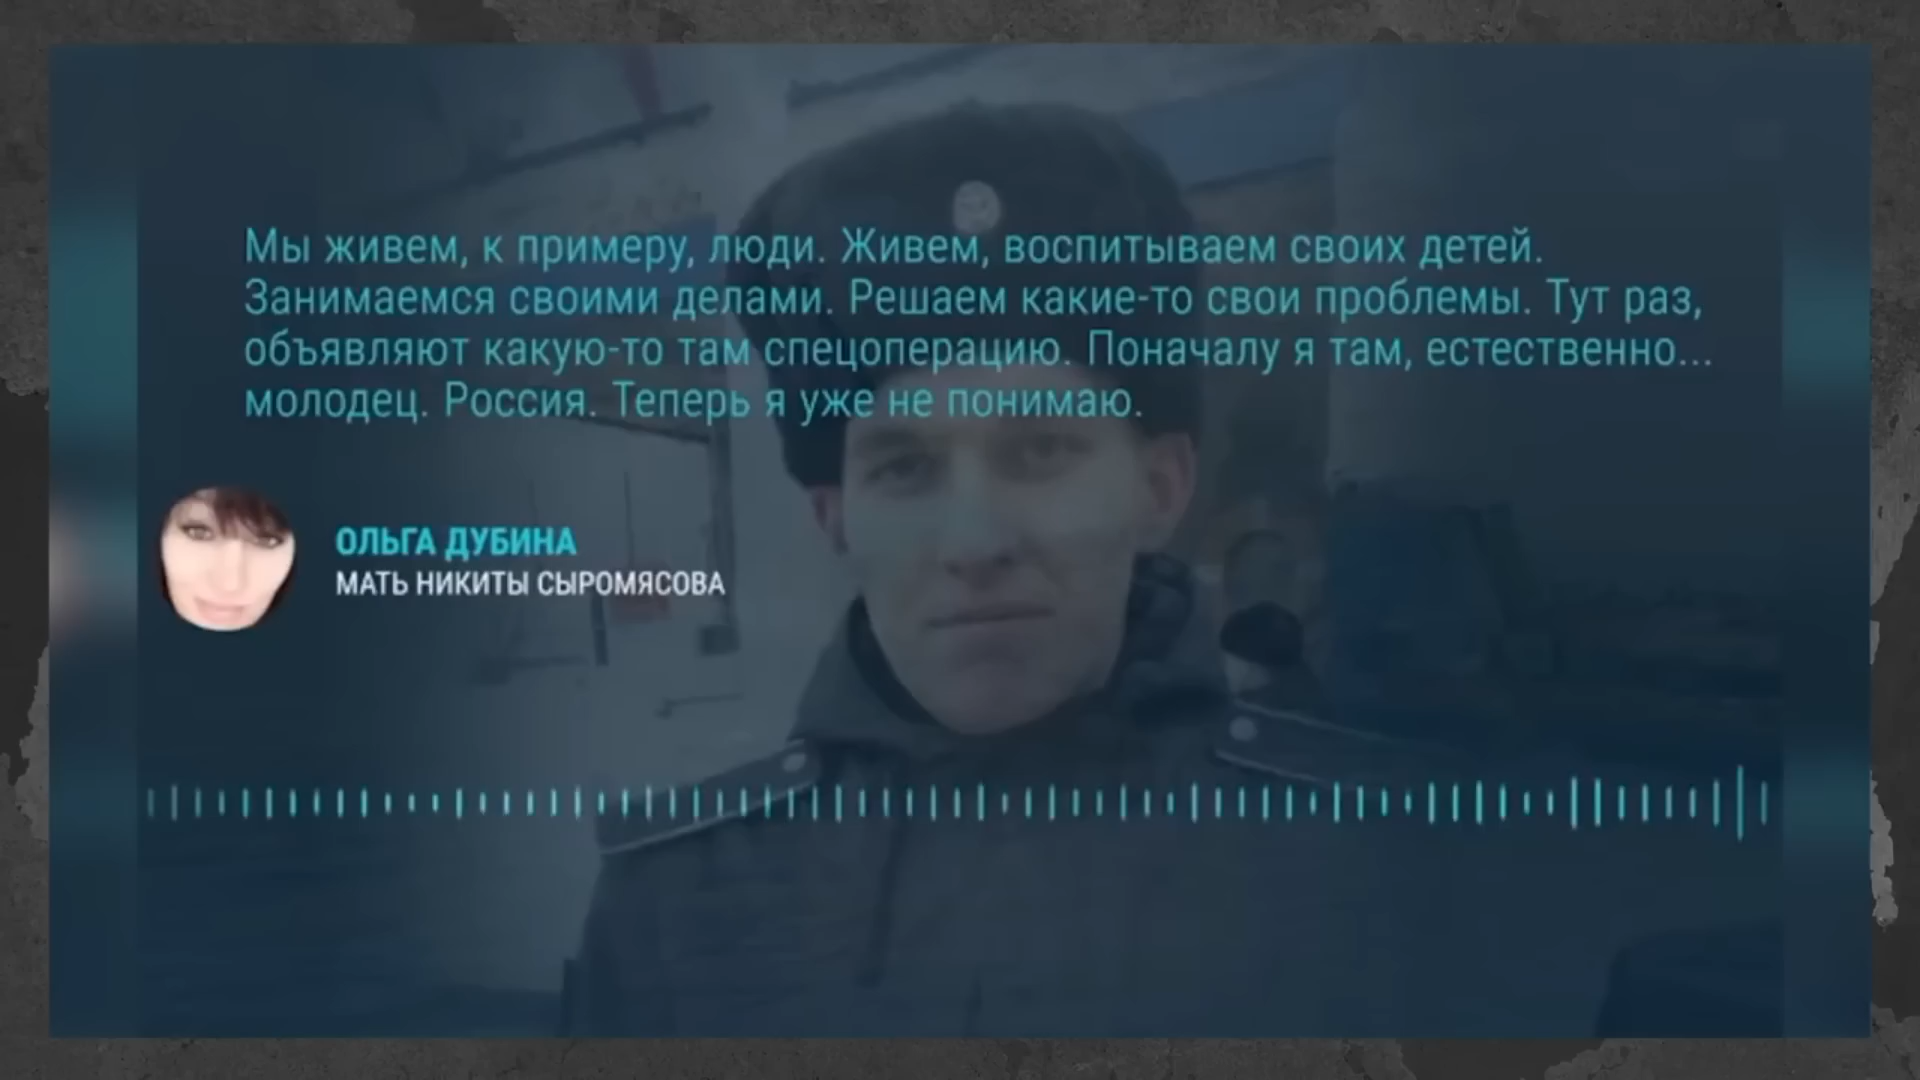 Мы живем, к примеру, люди. Живем, воспитываем своих детей.
Занимаемся своими делами. Решаем какие-то свои проблемы. Тут раз,
объявляют какую-то там спецоперацию. Поначалу я там, естественно...
молодец. Россия. Теперь я уже не понимаю.
ОЛЬГА ДУБИНА
МАТЬ НИКИТЫ СЫРОМЯСОВА